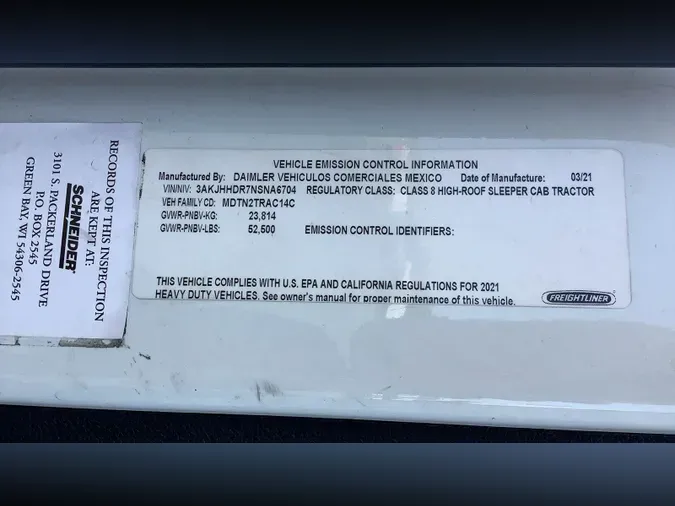 RECORDS OF THIS INSPECTION
ARE KEPT AT:
SCHNEIDER
3101 S. PACKERLAND DRIVE
P.O. BOX 2545
GREEN BAY, WI 54306-2545
VEHICLE EMISSION CONTROL INFORMATION
Manufactured By: DAIMLER VEHICULOS COMERCIALES MEXICO Date of Manufacture: 03/21
VIN/NIV: 3AKJHHDR7NSNA6704 REGULATORY CLASS: CLASS 8 HIGH-ROOF SLEEPER CAB TRACTOR
VEH FAMILY CD: MDTN2TRAC14C
GVWR-PNBV-KG: 23,814
GVWR-PNBV-LBS: 52,500 EMISSION CONTROL IDENTIFIERS:
THIS VEHICLE COMPLIES WITH U.S. EPA AND CALIFORNIA REGULATIONS FOR 2021
HEAVY DUTY VEHICLES. See owner's manual for proper maintenance of this vehicle.
FREIGHTLINER